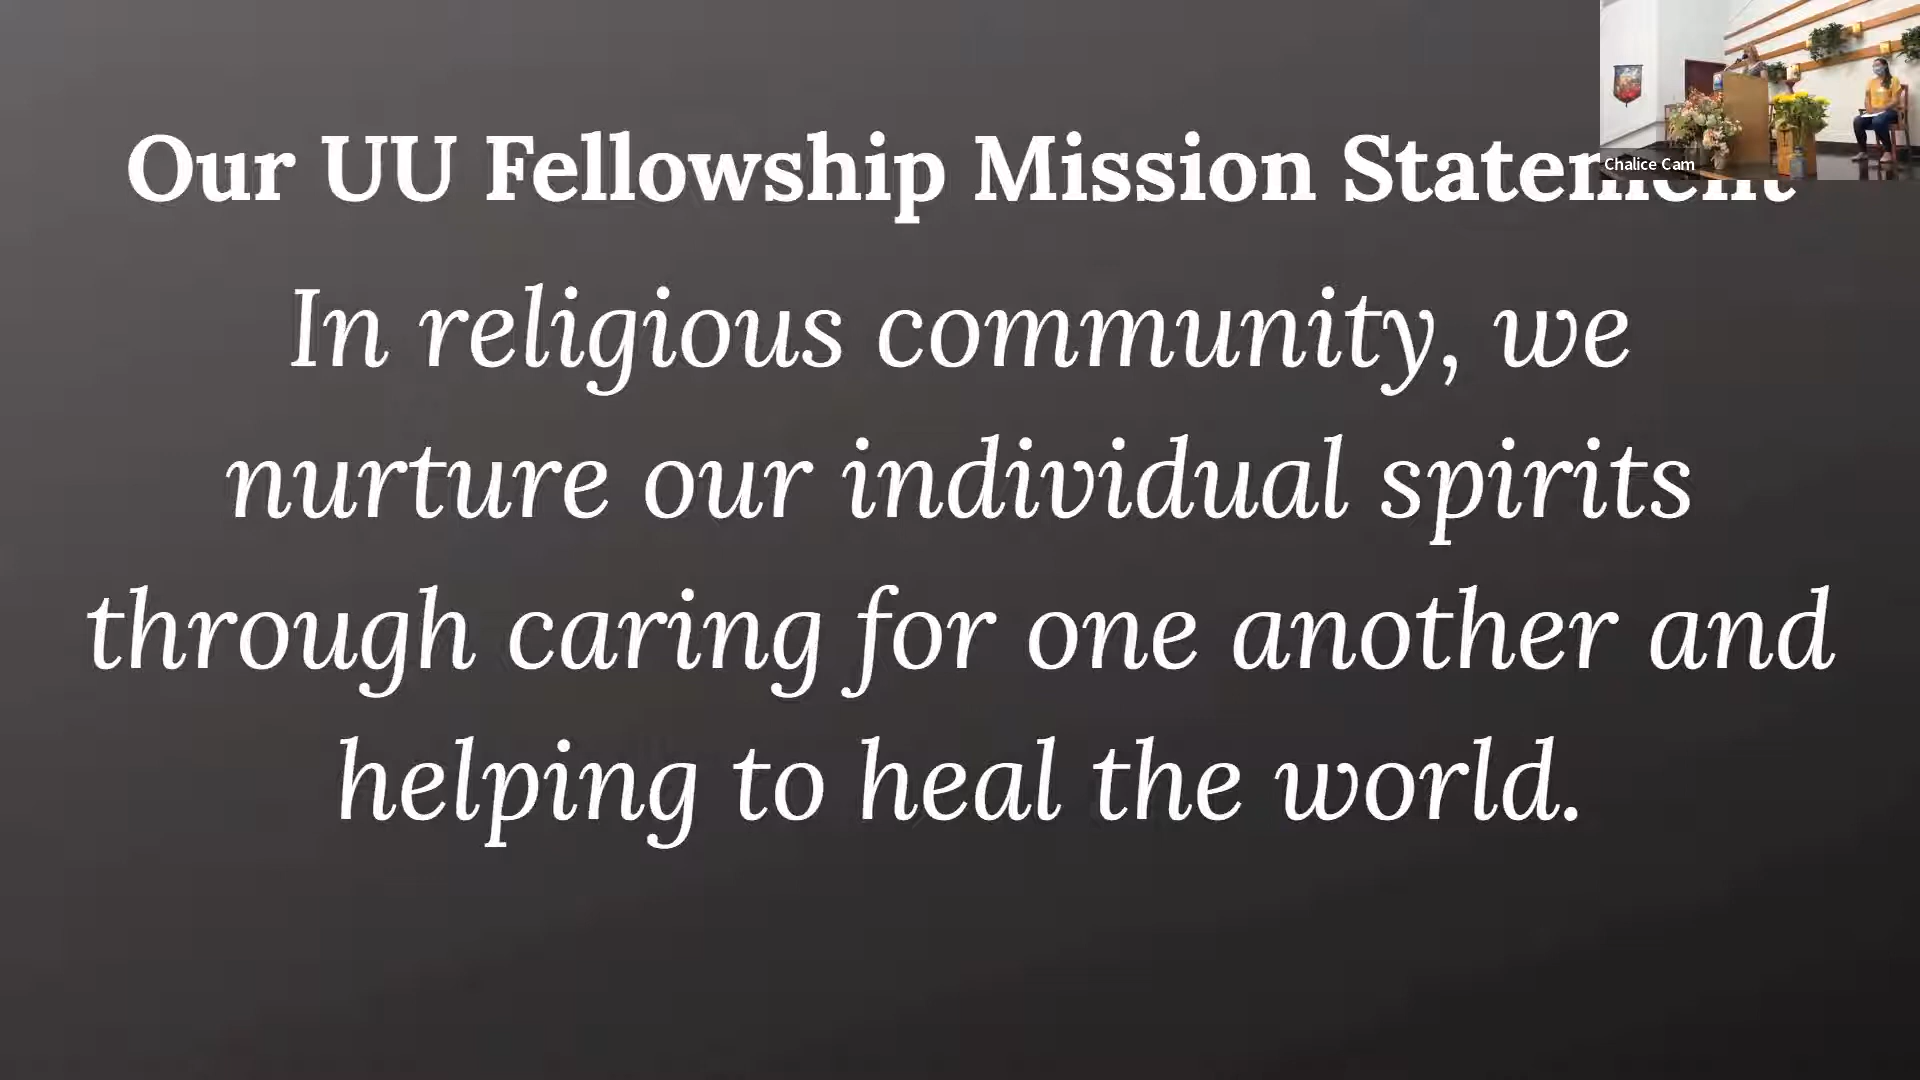 Our UU Fellowship Mission Statement
Chalice Cam
In religious community, we
nurture our individual spirits
through caring for one another and
helping to heal the world.